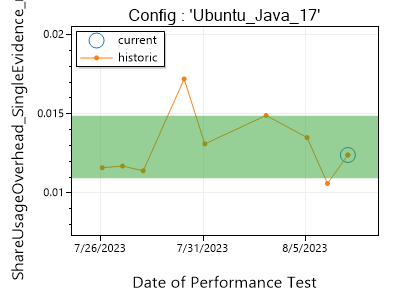 Config : 'Ubuntu_Java_17'
ShareUsageOverhead_SingleEvidence_
0.02
0.015
0.01
current
historic
7/26/2023
7/31/2023
8/5/2023
Date of Performance Test